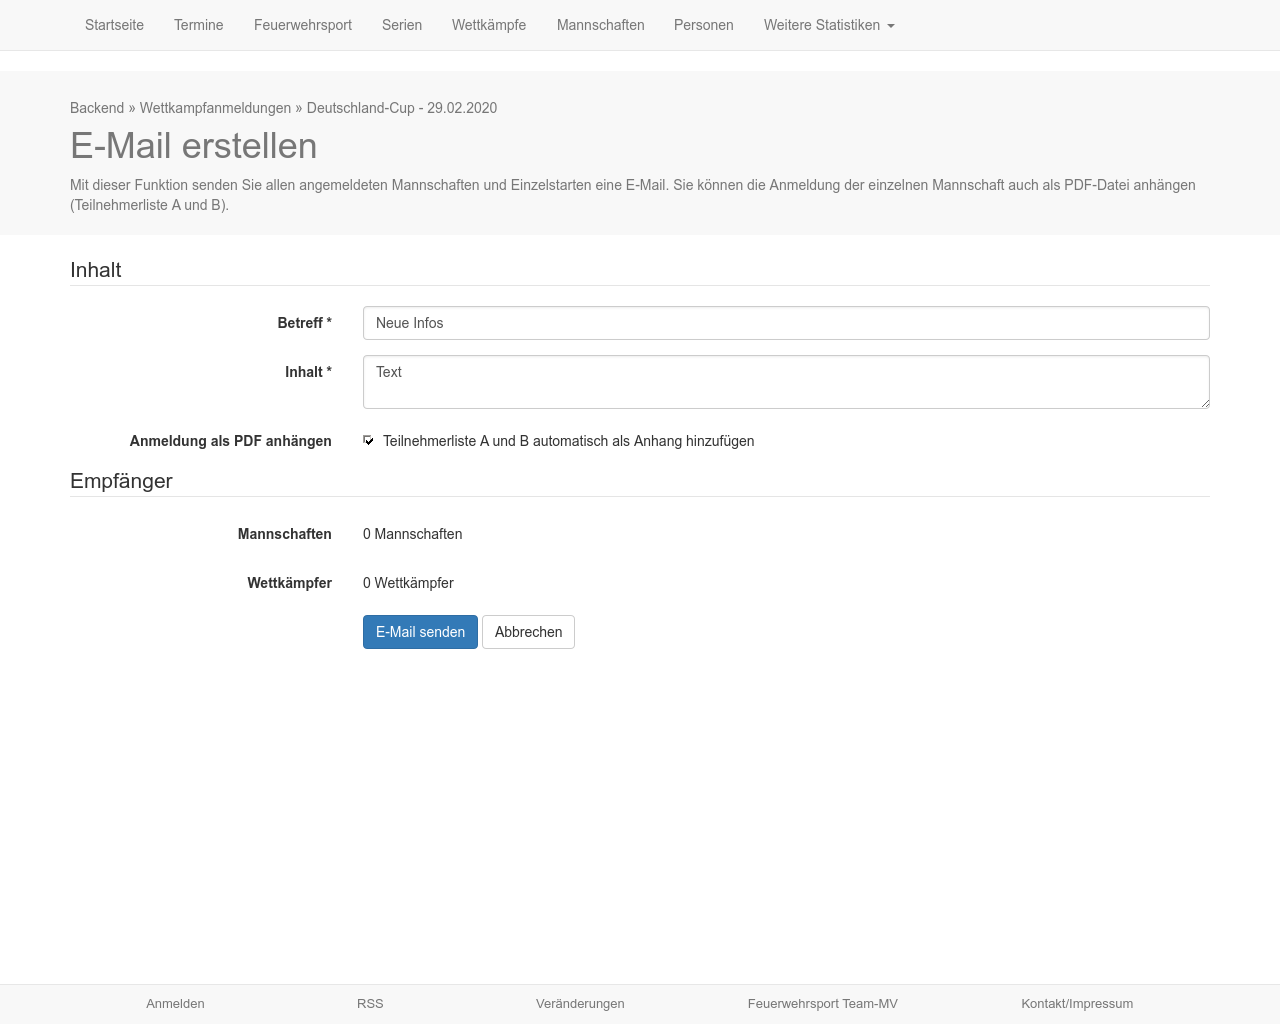 Startseite Termine Feuerwehrsport Serien Wettkämpfe Mannschaften Personen Weitere Statistiken
Backend » Wettkampfanmeldungen » Deutschland-Cup - 29.02.2020
E-Mail erstellen
Mit dieser Funktion senden Sie allen angemeldeten Mannschaften und Einzelstarten eine E-Mail. Sie können die Anmeldung der einzelnen Mannschaft auch als PDF-Datei anhängen
(Teilnehmerliste A und B).
Inhalt
Betreff * Neue Infos
Inhalt * Text
Anmeldung als PDF anhängen Teilnehmerliste A und B automatisch als Anhang hinzufügen
Empfänger
Mannschaften 0 Mannschaften
Wettkämpfer 0 Wettkämpfer
E-Mail senden Abbrechen
Anmelden RSS Veränderungen Feuerwehrsport Team-MV Kontakt/Impressum